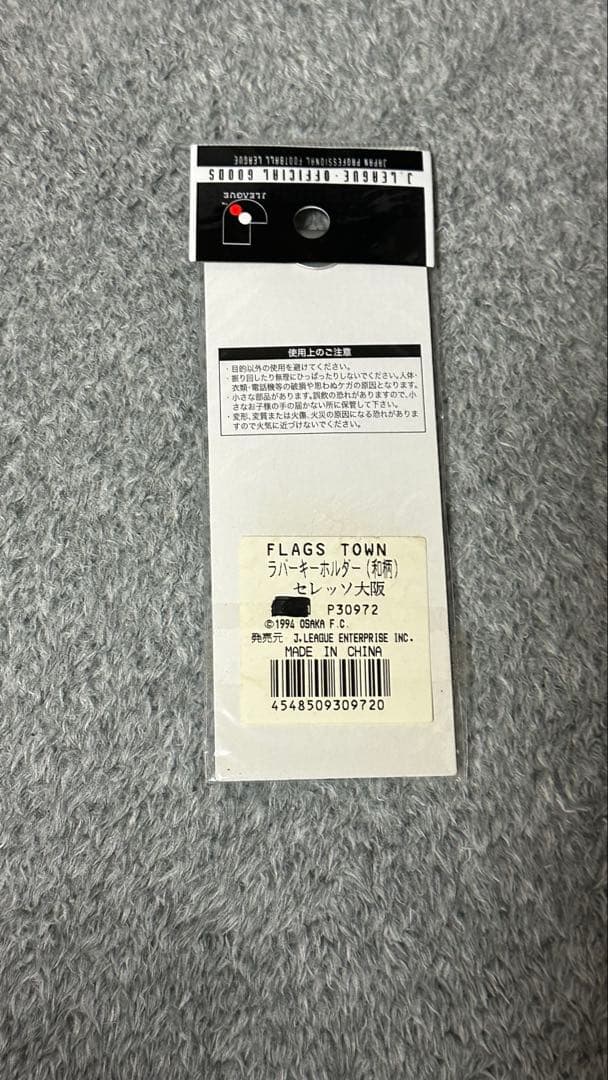 JAPAN PROFESSIONAL FOOTBALL LEAGUE
J.LEAGUE・OFFICIAL GOODS
J.LEAGUE
TM
使用上のご注意
・目的以外の使用を避けてください。
・振り回したり無理にひっぱったりしないでください。人体・
衣類・電話機等の破損や思わぬケガの原因となります。
・小さな部品があります。誤飲の恐れがありますので、小
さなお子様の手の届かない所に保管して下さい。
・変形、変質または火傷、火災の原因になる恐れがありま
すので火気に近づけないでください。
FLAGS TOWN
ラバーキーホルダー(和柄)
セレッソ大阪
P30972
©1994 OSAKA F.C.
発売元 J.LEAGUE ENTERPRISE INC.
MADE IN CHINA
4548509309720